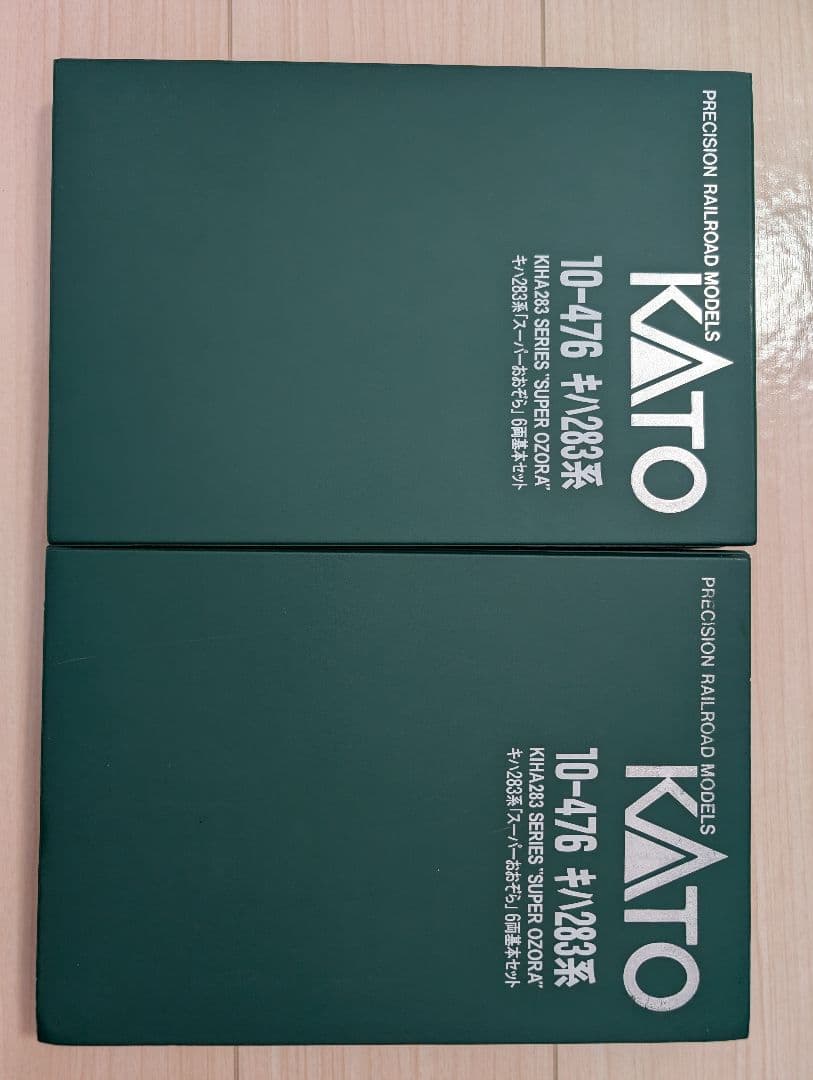 PRECISION RAILROAD MODELS
KATO
10-476 キハ283系
KIHA283 SERIES "SUPER OZORA"
キハ283系「スーパーおおぞら」6両基本セット
PRECISION RAILROAD MODELS
KATO
10-476 キハ283系
KIHA283 SERIES "SUPER OZORA"
キハ283系「スーパーおおぞら」6両基本セット